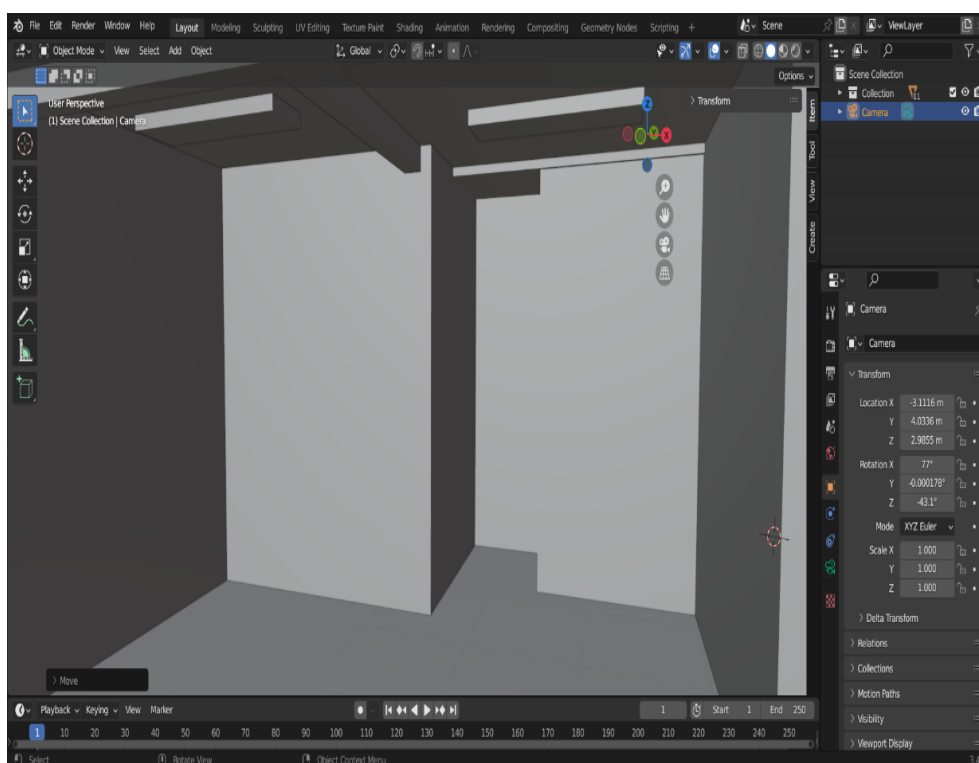 File Edit Render Window Help Layout Modeling Sculpting UV Editing Texture Paint Shading Animation Rendering Compositing Geometry Nodes Scripting + Scene ViewLayer
Object Mode View Select Add Object Global
Options
User Perspective
(1) Scene Collection | Camera
Transform
Z
Y
X
Item
Tool
View
Create
Scene Collection
Collection 12
Camera
Camera
Camera
Transform
Location X -3.1116 m
Y 4.0336 m
Z 2.9855 m
Rotation X 77°
Y -0.000178°
Z -43.1°
Mode XYZ Euler
Scale X 1.000
Y 1.000
Z 1.000
Delta Transform
Relations
Collections
Motion Paths
Visibility
Viewport Display
Move
Playback Keying View Marker 1 Start 1 End 250
1 10 20 30 40 50 60 70 80 90 100 110 120 130 140 150 160 170 180 190 200 210 220 230 240 250
Select Rotate View Object Context Menu